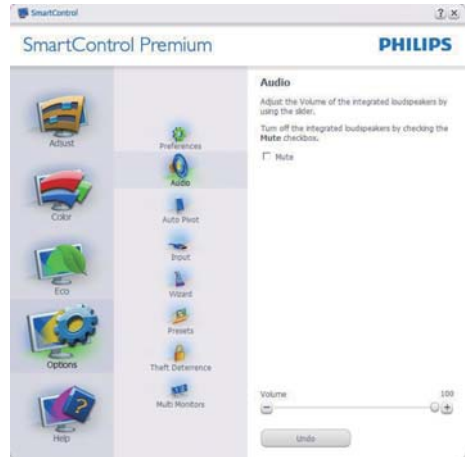 SmartControl
SmartControl Premium
PHILIPS
Adjust
Color
Eco
Options
Help
Preferences
Audio
Auto Pivot
Input
Wizard
Presets
Theft Deterrence
Multi Monitors
Audio
Adjust the Volume of the integrated loudspeakers by
using the slider.
Turn off the integrated loudspeakers by checking the
Mute checkbox.
Mute
Volume 100
Undo